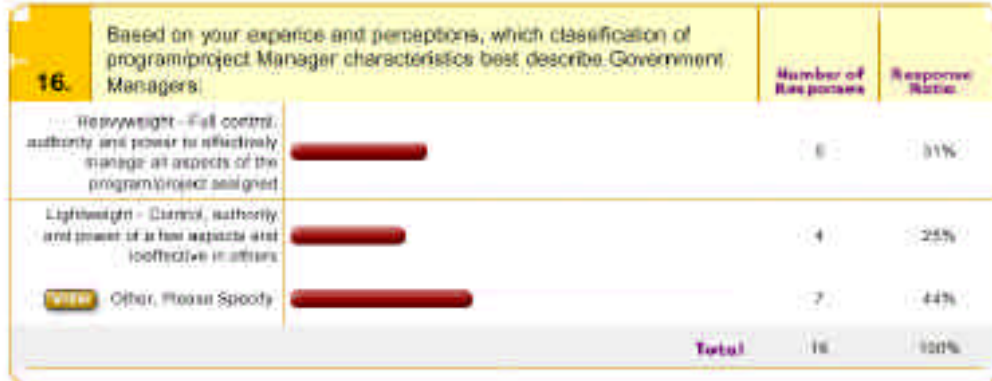 16.
Based on your experice and perceptions, which classification of
program/project Manager characteristics best describe Government
Managers:
Number of
Responses
Response
Ratio
Heavyweight - Full control,
authority and power to effectively
manage all aspects of the
program/project assigned
5 31%
Lightweight - Control, authority
and power of a few aspects and
ineffective in others
4 25%
View Other, Please Specify 7 44%
Total 16 100%